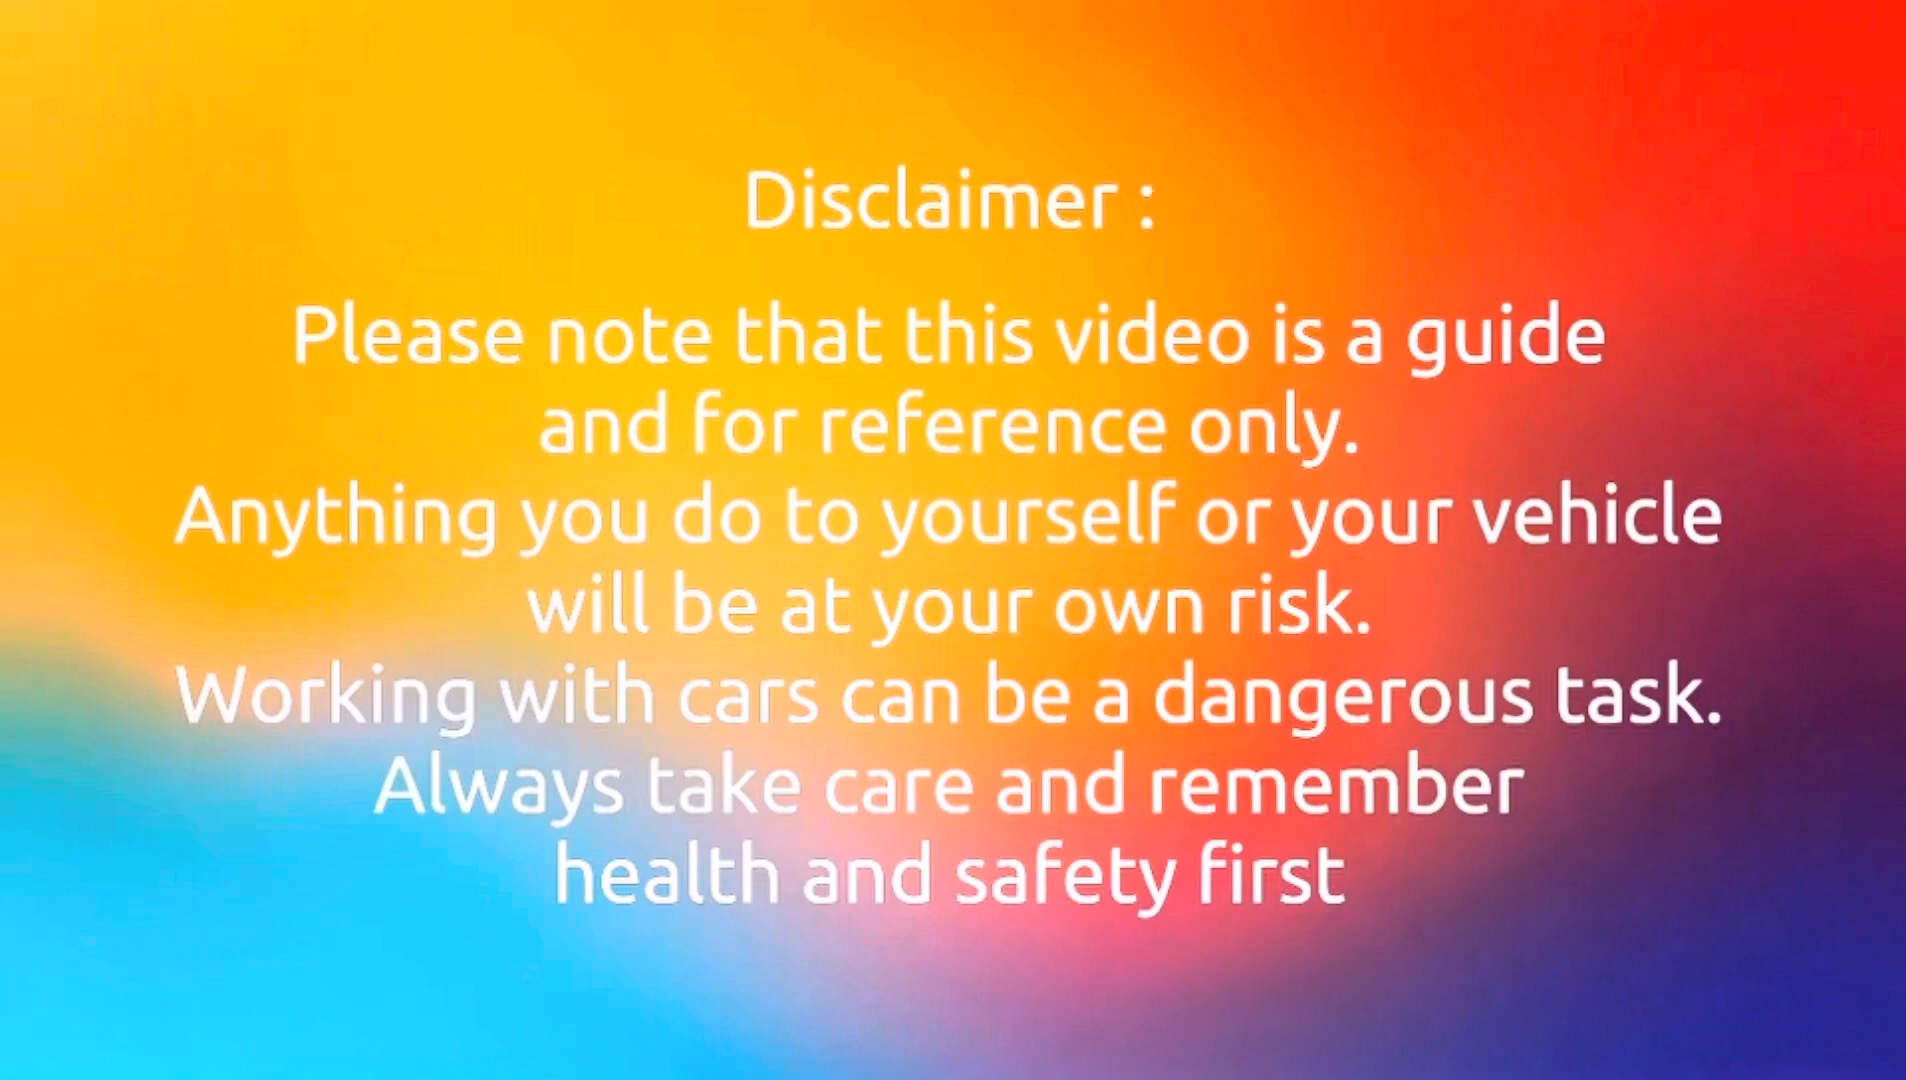 Disclaimer :
Please note that this video is a guide
and for reference only.
Anything you do to yourself or your vehicle
will be at your own risk.
Working with cars can be a dangerous task.
Always take care and remember
health and safety first